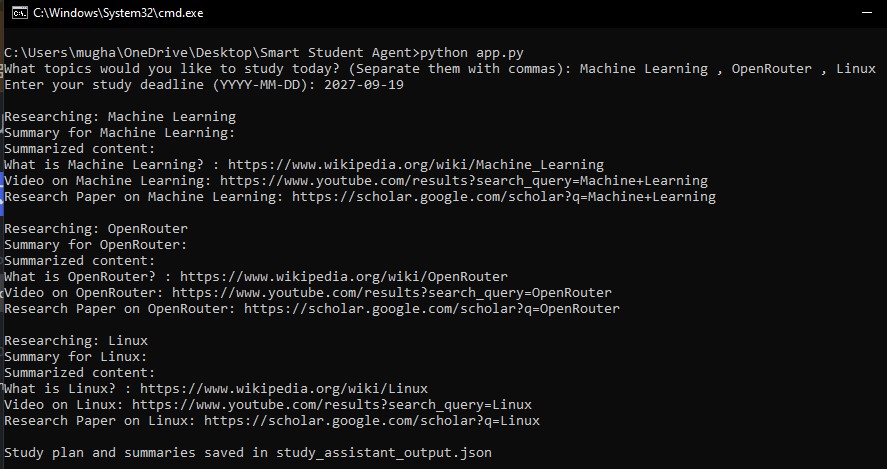 C:\Windows\System32\cmd.exe
C:\Users\mugha\OneDrive\Desktop\Smart Student Agent>python app.py
What topics would you like to study today? (Separate them with commas): Machine Learning , OpenRouter , Linux
Enter your study deadline (YYYY-MM-DD): 2027-09-19
Researching: Machine Learning
Summary for Machine Learning:
Summarized content:
What is Machine Learning? : https://www.wikipedia.org/wiki/Machine_Learning
Video on Machine Learning: https://www.youtube.com/results?search_query=Machine+Learning
Research Paper on Machine Learning: https://scholar.google.com/scholar?q=Machine+Learning
Researching: OpenRouter
Summary for OpenRouter:
Summarized content:
What is OpenRouter? : https://www.wikipedia.org/wiki/OpenRouter
Video on OpenRouter: https://www.youtube.com/results?search_query=OpenRouter
Research Paper on OpenRouter: https://scholar.google.com/scholar?q=OpenRouter
Researching: Linux
Summary for Linux:
Summarized content:
What is Linux? : https://www.wikipedia.org/wiki/Linux
Video on Linux: https://www.youtube.com/results?search_query=Linux
Research Paper on Linux: https://scholar.google.com/scholar?q=Linux
Study plan and summaries saved in study_assistant_output.json